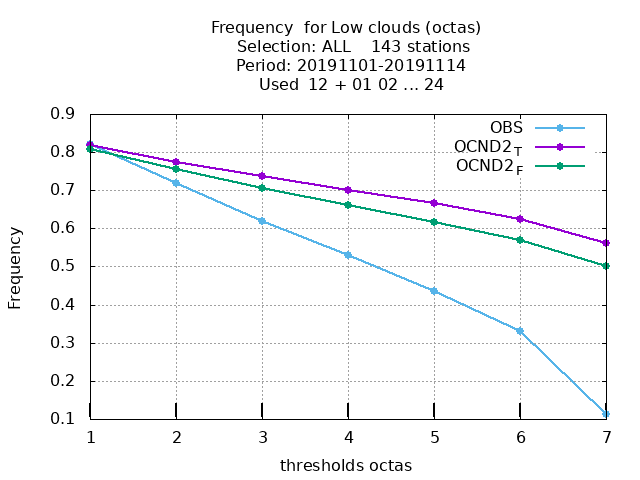 Frequency for Low clouds (octas)
Selection: ALL 143 stations
Period: 20191101-20191114
Used 12 + 01 02 ... 24
OBS
OCND2T
OCND2F
0.9
0.8
0.7
0.6
0.5
0.4
0.3
0.2
0.1
Frequency
1 2 3 4 5 6 7
thresholds octas